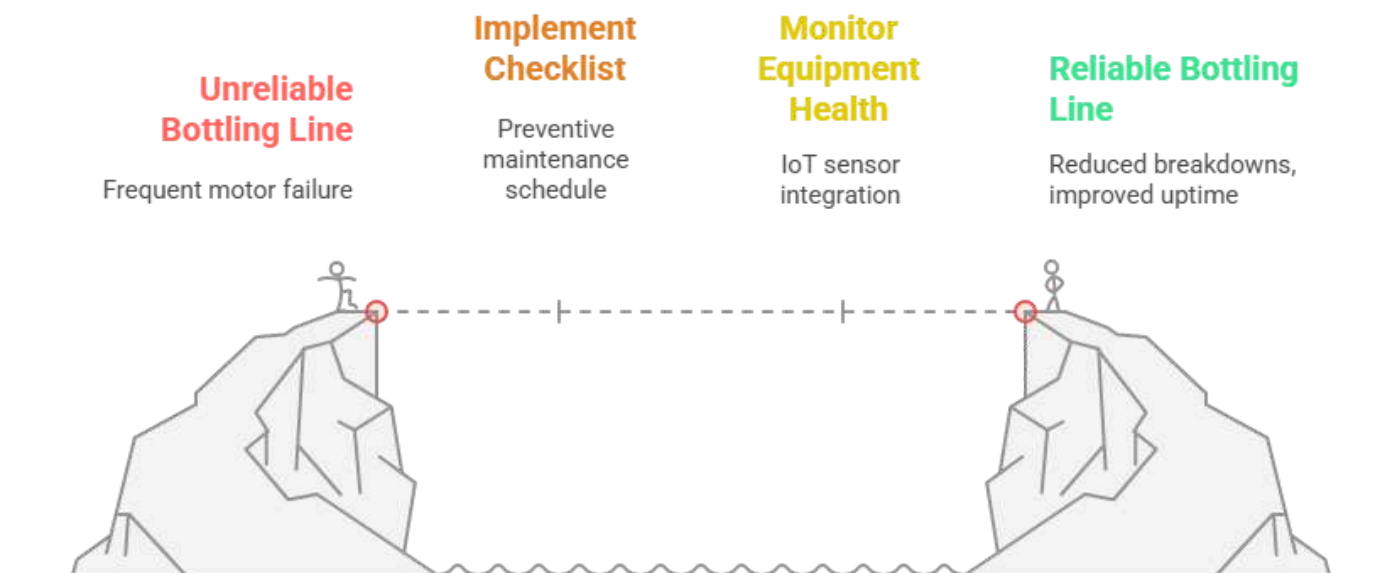 Unreliable
Bottling Line
Frequent motor failure
Implement
Checklist
Preventive
maintenance
schedule
Monitor
Equipment
Health
IoT sensor
integration
Reliable Bottling
Line
Reduced breakdowns,
improved uptime